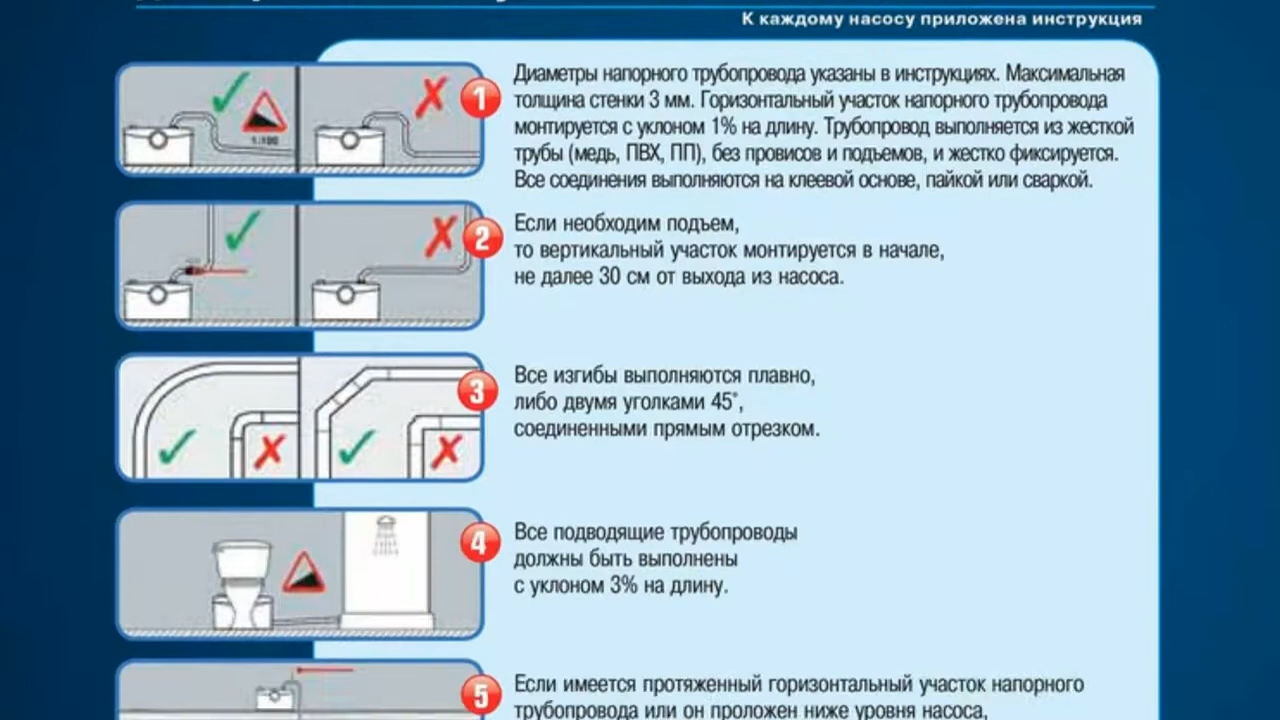 К каждому насосу приложена инструкция
1/100
1
Диаметры напорного трубопровода указаны в инструкциях. Максимальная
толщина стенки 3 мм. Горизонтальный участок напорного трубопровода
монтируется с уклоном 1% на длину. Трубопровод выполняется из жесткой
трубы (медь, ПВХ, ПП), без провисов и подъемов, и жестко фиксируется.
Все соединения выполняются на клеевой основе, пайкой или сваркой.
2
Если необходим подъем,
то вертикальный участок монтируется в начале,
не далее 30 см от выхода из насоса.
3
Все изгибы выполняются плавно,
либо двумя уголками 45˚,
соединенными прямым отрезком.
4
Все подводящие трубопроводы
должны быть выполнены
с уклоном 3% на длину.
5
Если имеется протяженный горизонтальный участок напорного
трубопровода или он проложен ниже уровня насоса,